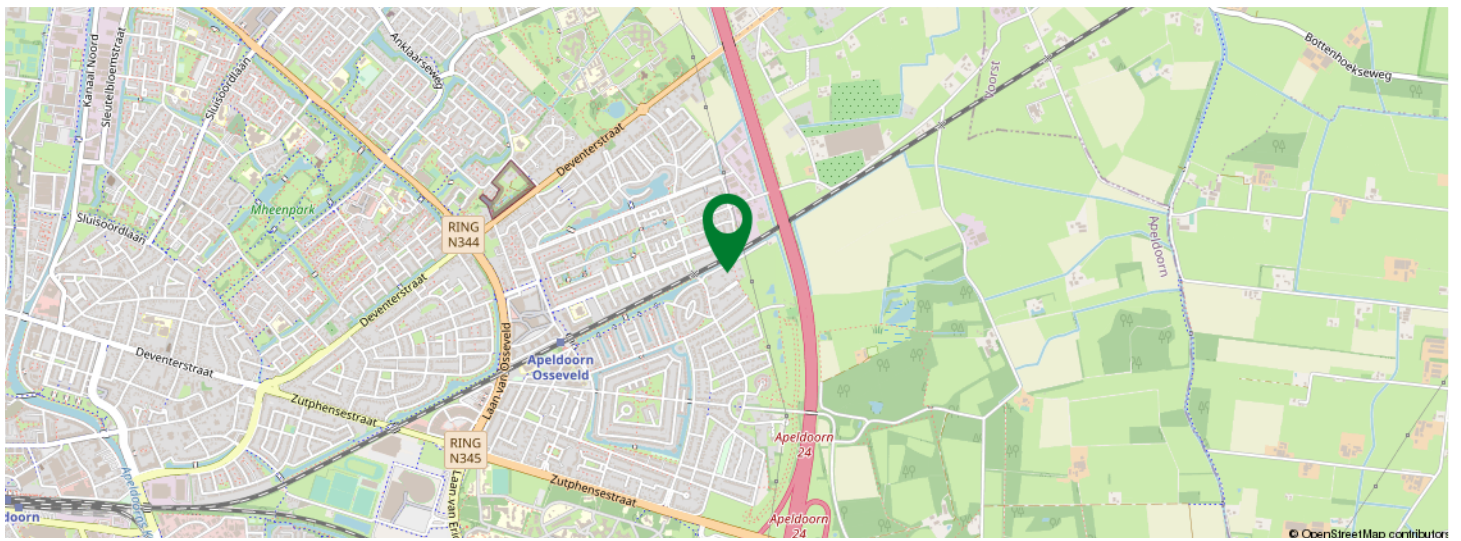 Kanaal Noord
Sleutelbloemstraat
Sluisoordlaan
Anklaarseweg
Bottenhoekseweg
Voorst
Deventerstraat
Mheenpark
Sluisoordlaan
RING
N344
Apeldoorn
Deventerstraat
Laan van Osseveld
Apeldoorn
Osseveld
Deventerstraat
Zutphensestraat
RING
N345
Apeldoorn
24
Zutphensestraat
Apeldoorn
24
© OpenStreetMap contributors